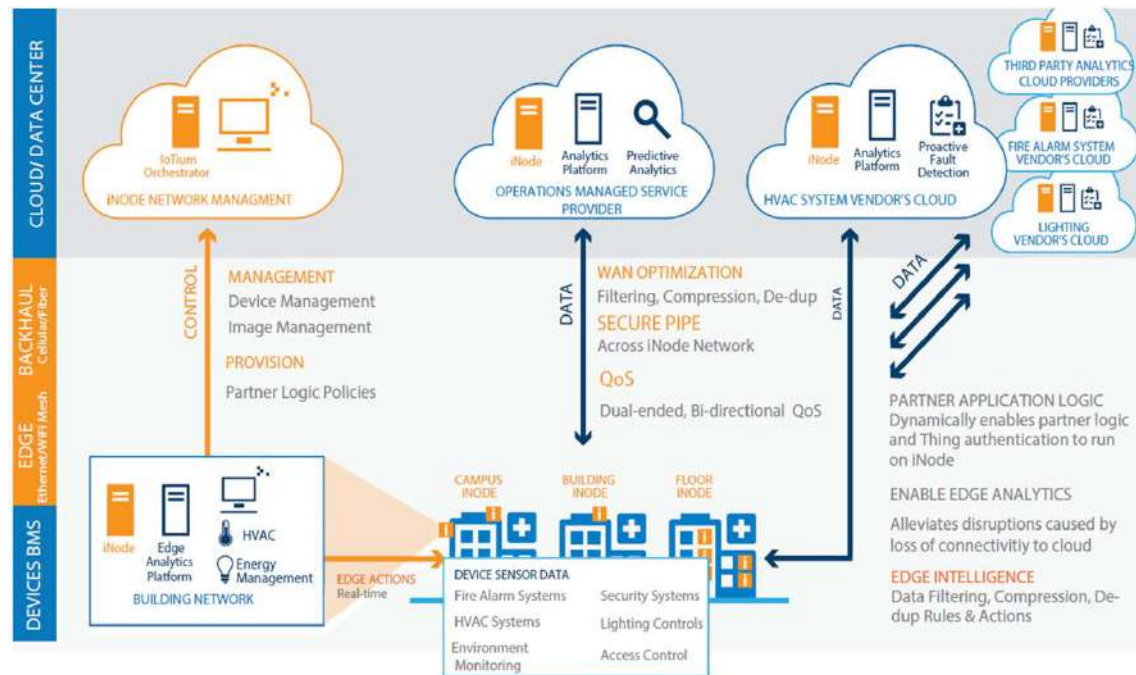 CLOUD/ DATA CENTER
BACKHAUL
Cellular/Fiber
EDGE
Ethernet/WiFi Mesh
DEVICES BMS
IoTium
Orchestrator
iNODE NETWORK MANAGMENT
iNode
Analytics
Platform
Predictive
Analytics
OPERATIONS MANAGED SERVICE
PROVIDER
iNode
Analytics
Platform
Proactive
Fault
Detection
HVAC SYSTEM VENDOR'S CLOUD
THIRD PARTY ANALYTICS
CLOUD PROVIDERS
FIRE ALARM SYSTEM
VENDOR'S CLOUD
LIGHTING
VENDOR'S CLOUD
CONTROL
MANAGEMENT
Device Management
Image Management
PROVISION
Partner Logic Policies
DATA
WAN OPTIMIZATION
Filtering, Compression, De-dup
SECURE PIPE
Across iNode Network
QoS
Dual-ended, Bi-directional QoS
DATA
DATA
PARTNER APPLICATION LOGIC
Dynamically enables partner logic
and Thing authentication to run
on iNode
ENABLE EDGE ANALYTICS
Alleviates disruptions caused by
loss of connectivitiy to cloud
EDGE INTELLIGENCE
Data Filtering, Compression, De-
dup Rules & Actions
iNode
Edge
Analytics
Platform
HVAC
Energy
Management
BUILDING NETWORK
EDGE ACTIONS
Real-time
CAMPUS
INODE
BUILDING
INODE
FLOOR
INODE
i
i
i
i
i
i
i
i
DEVICE SENSOR DATA
Fire Alarm Systems
Security Systems
HVAC Systems
Lighting Controls
Environment
Monitoring
Access Control